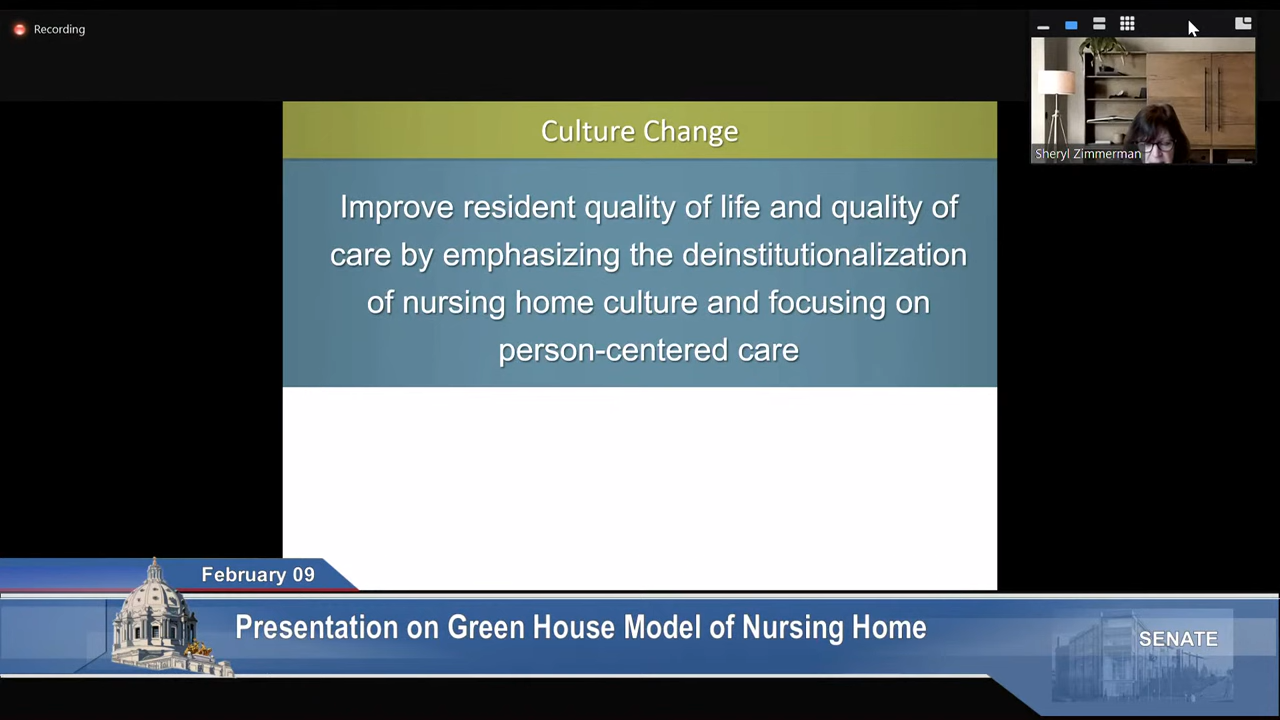 Recording
Sheryl Zimmerman
Culture Change
Improve resident quality of life and quality of
care by emphasizing the deinstitutionalization
of nursing home culture and focusing on
person-centered care
February 09
Presentation on Green House Model of Nursing Home
SENATE